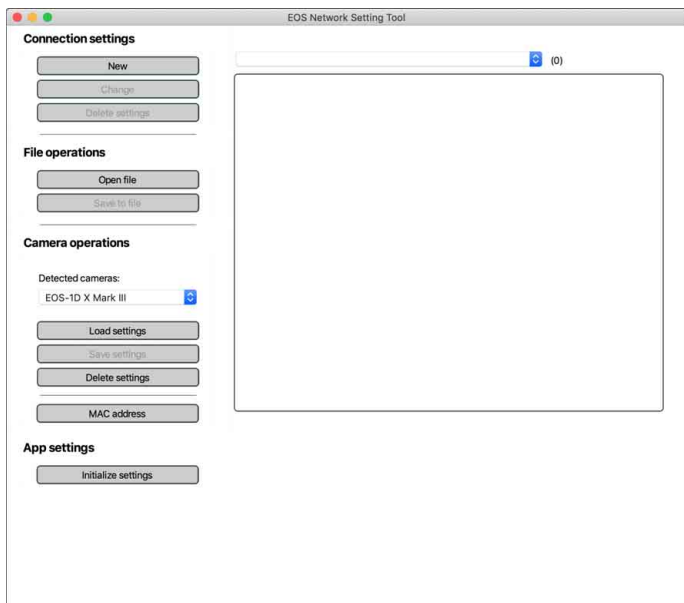 EOS Network Setting Tool
Connection settings
New
Change
Delete settings
(0)
File operations
Open file
Save to file
Camera operations
Detected cameras:
EOS-1D X Mark III
Load settings
Save settings
Delete settings
MAC address
App settings
Initialize settings